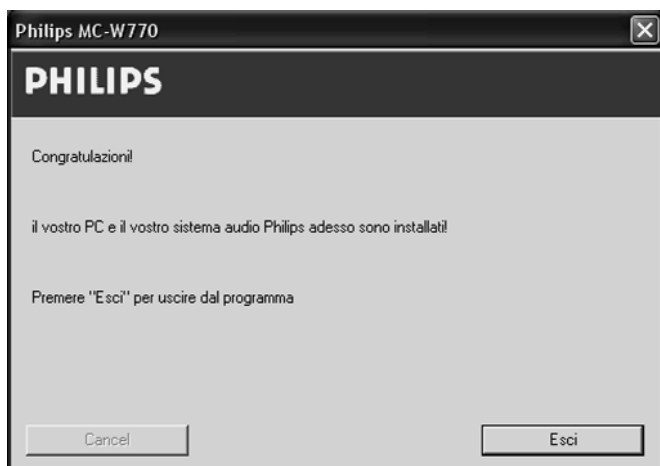 Philips MC-W770
PHILIPS
Congratulazioni!
il vostro PC e il vostro sistema audio Philips adesso sono installati!
Premere "Esci" per uscire dal programma
Cancel
Esci